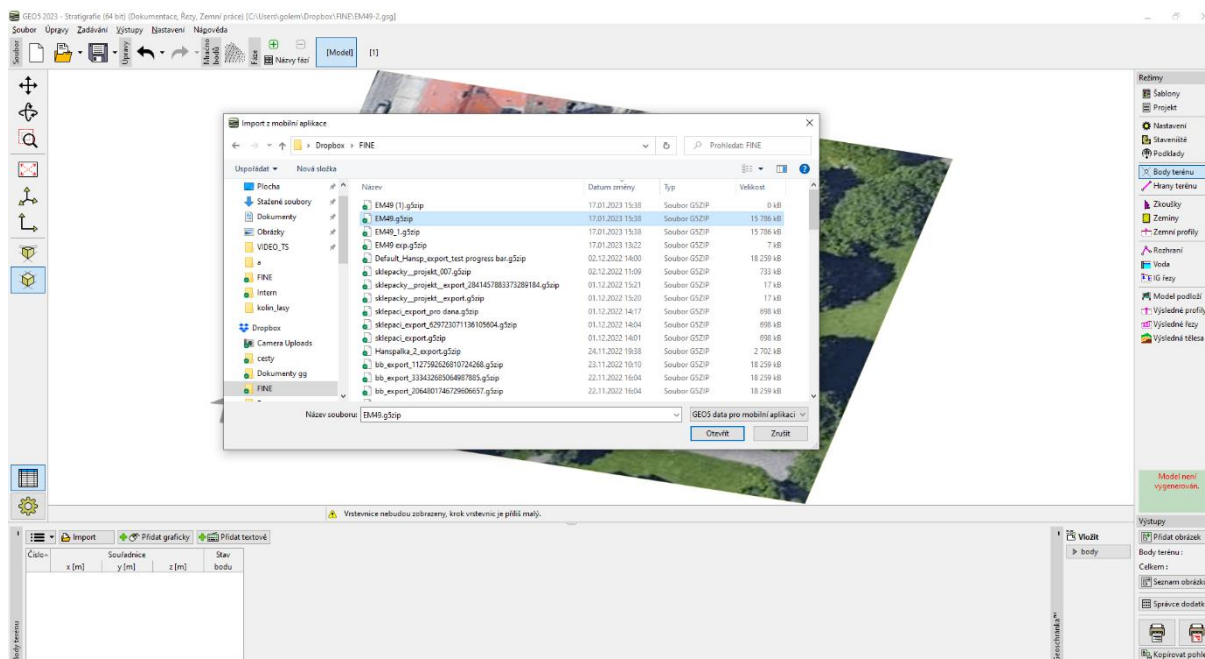 GEO5 2023 - Stratigrafie (64 bit) (Dokumentace, Řezy, Zemní práce) [C:\Users\golem\Dropbox\FINE\EM49-2.gsg]
Soubor Úpravy Zadávání Výstupy Nastavení Nápověda
Soubor
Úpravy
Mračno bodů
Fáze
Názvy fází
[Model]
[1]
Import z mobilní aplikace
Dropbox > FINE
Prohledat: FINE
Uspořádat
Nová složka
Plocha
Stažené soubory
Dokumenty
Obrázky
VIDEO_TS
a
FINE
Intern
kolin_lasy
Dropbox
Camera Uploads
cesty
Dokumenty gg
FINE
Název Datum změny Typ Velikost
EM49 (1).g5zip 17.01.2023 15:38 Soubor G5ZIP 0 kB
EM49.g5zip 17.01.2023 15:38 Soubor G5ZIP 15 786 kB
EM49_1.g5zip 17.01.2023 15:38 Soubor G5ZIP 15 786 kB
EM49 exp.g5zip 17.01.2023 13:22 Soubor G5ZIP 7 kB
Default_Hansp_export_test progress bar.g5zip 02.12.2022 14:00 Soubor G5ZIP 18 259 kB
sklepacky__projekt_007.g5zip 02.12.2022 11:09 Soubor G5ZIP 733 kB
sklepacky__projekt__export_2841457883373289184.g5zip 01.12.2022 15:21 Soubor G5ZIP 17 kB
sklepacky__projekt__export.g5zip 01.12.2022 15:20 Soubor G5ZIP 17 kB
sklepaci_export_pro dana.g5zip 01.12.2022 14:17 Soubor G5ZIP 698 kB
sklepaci_export_629723071136105604.g5zip 01.12.2022 14:04 Soubor G5ZIP 698 kB
sklepaci_export.g5zip 01.12.2022 14:01 Soubor G5ZIP 698 kB
Hanspalka_2_export.g5zip 24.11.2022 19:38 Soubor G5ZIP 2 702 kB
bb_export_1127592626810724268.g5zip 23.11.2022 10:10 Soubor G5ZIP 18 259 kB
bb_export_333432685064987885.g5zip 22.11.2022 16:04 Soubor G5ZIP 18 259 kB
bb_export_2064801746729606657.g5zip 22.11.2022 16:04 Soubor G5ZIP 18 259 kB
Název souboru: EM49.g5zip
GEO5 data pro mobilní aplikaci
Otevřít
Zrušit
Režimy
Šablony
Projekt
Nastavení
Staveniště
Podklady
Body terénu
Hrany terénu
Zkoušky
Zeminy
Zemní profily
Rozhraní
Voda
IG řezy
Model podloží
Výsledné profily
Výsledné řezy
Výsledné tělesa
Model není
vygenerován.
Vrstevnice nebudou zobrazeny, krok vrstevnic je příliš malý.
Import
Přidat graficky
Přidat textově
Číslo
Souřadnice
Stav
x [m] y [m] z [m] bodu
Body terénu
Geoschránka™
Vložit
body
Výstupy
Přidat obrázek
Body terénu :
Celkem :
Seznam obrázků
Správce dodatk
Kopírovat pohle